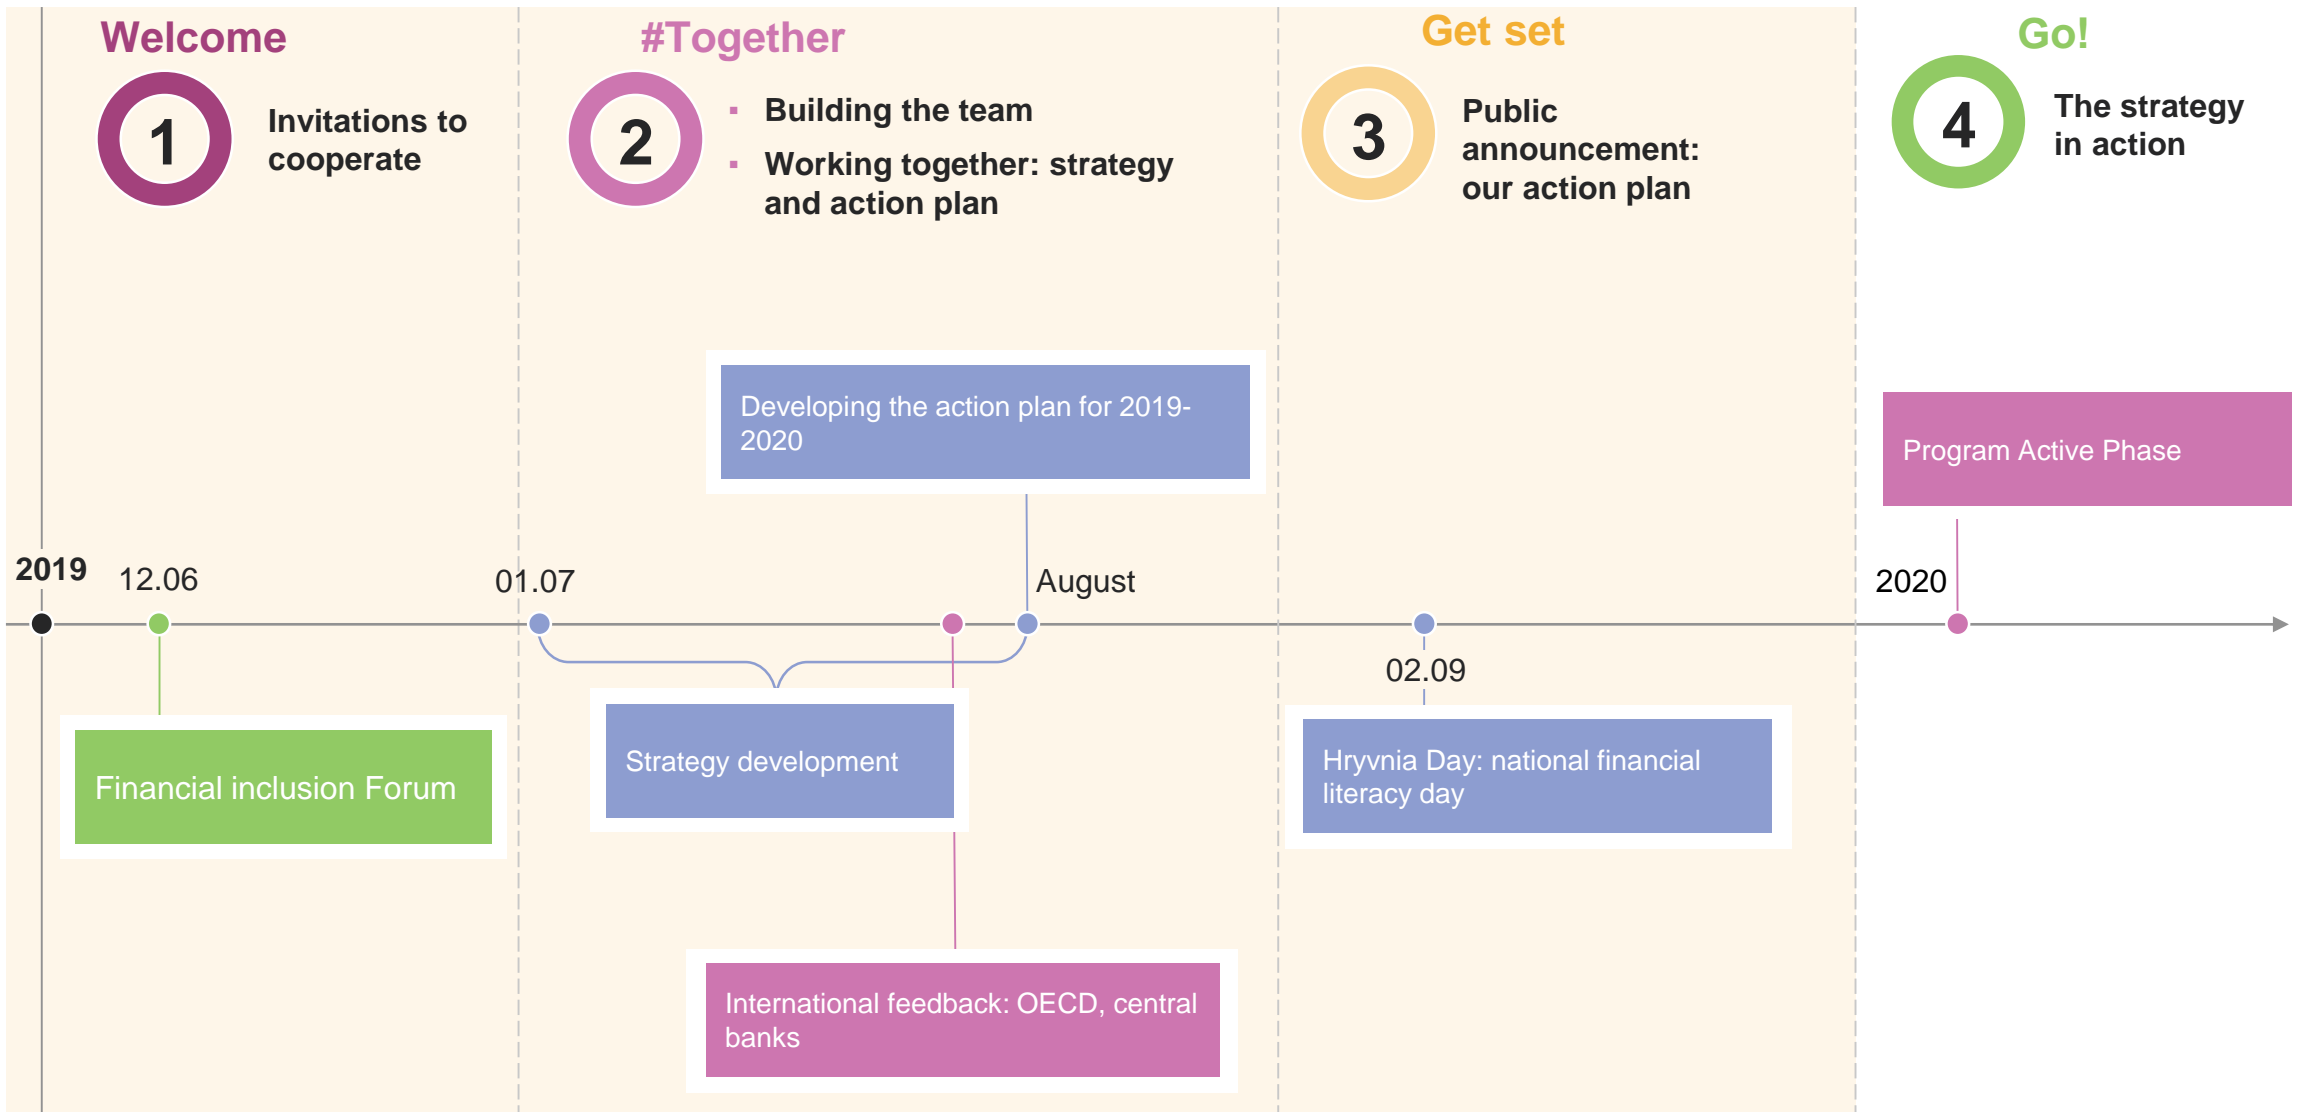 Welcome
1
Invitations to
cooperate
#Together
2
▪ Building the team
▪ Working together: strategy
and action plan
Get set
3
Public
announcement:
our action plan
Go!
4
The strategy
in action
Developing the action plan for 2019-
2020
Program Active Phase
2019
12.06
01.07
August
2020
02.09
Financial inclusion Forum
Strategy development
Hryvnia Day: national financial
literacy day
International feedback: OECD, central
banks